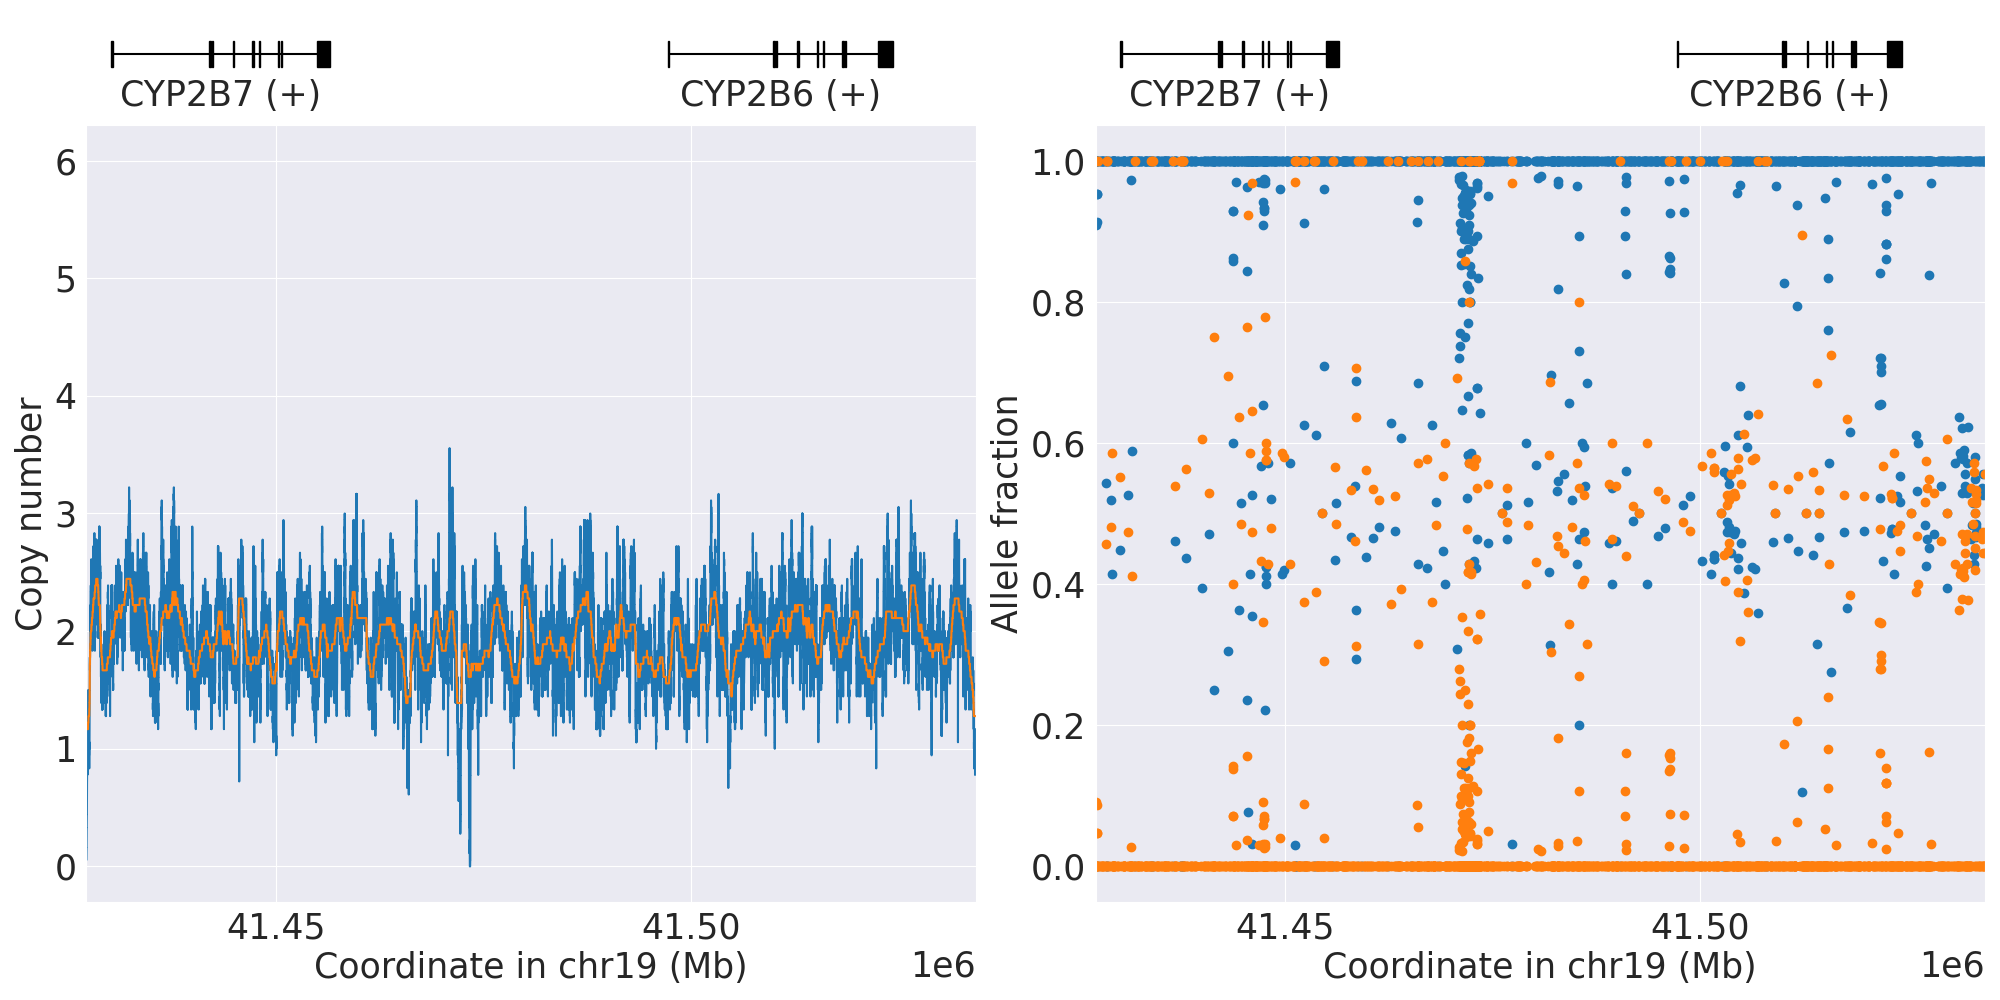 CYP2B7 (+)
CYP2B6 (+)
6
5
4
3
2
1
0
Copy number
41.45
41.50
Coordinate in chr19 (Mb)
1e6
CYP2B7 (+)
CYP2B6 (+)
1.0
0.8
0.6
0.4
0.2
0.0
Allele fraction
41.45
41.50
Coordinate in chr19 (Mb)
1e6